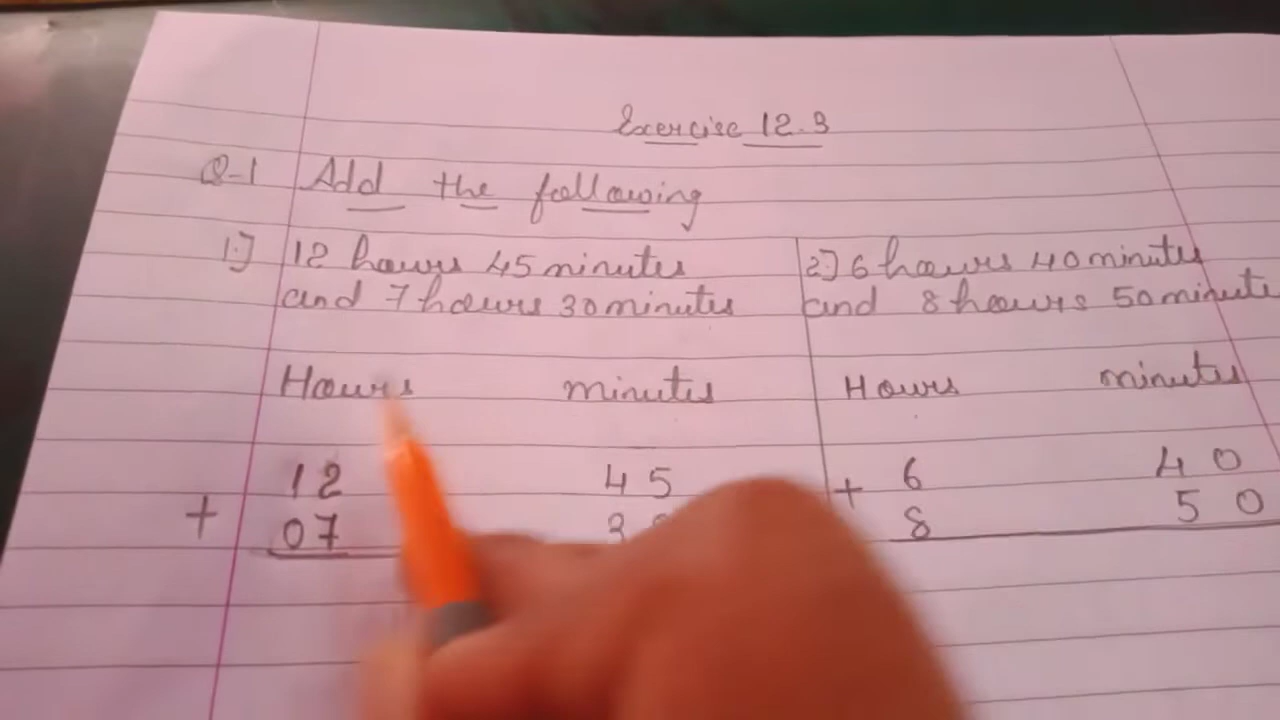 Exercise 12.3
Q-1 Add the following
1.] 12 hours 45 minutes
and 7 hours 30 minutes
Hours minutes
12 45
+ 07
2] 6 hours 40 minutes
and 8 hours 50 minute
Hours minutes
+ 6 40
8 50